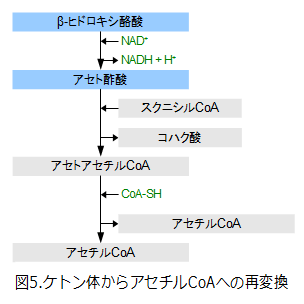 β-ヒドロキシ酪酸
NAD⁺
NADH + H⁺
アセト酢酸
スクニシルCoA
コハク酸
アセトアセチルCoA
CoA-SH
アセチルCoA
アセチルCoA
図5.ケトン体からアセチルCoAへの再変換